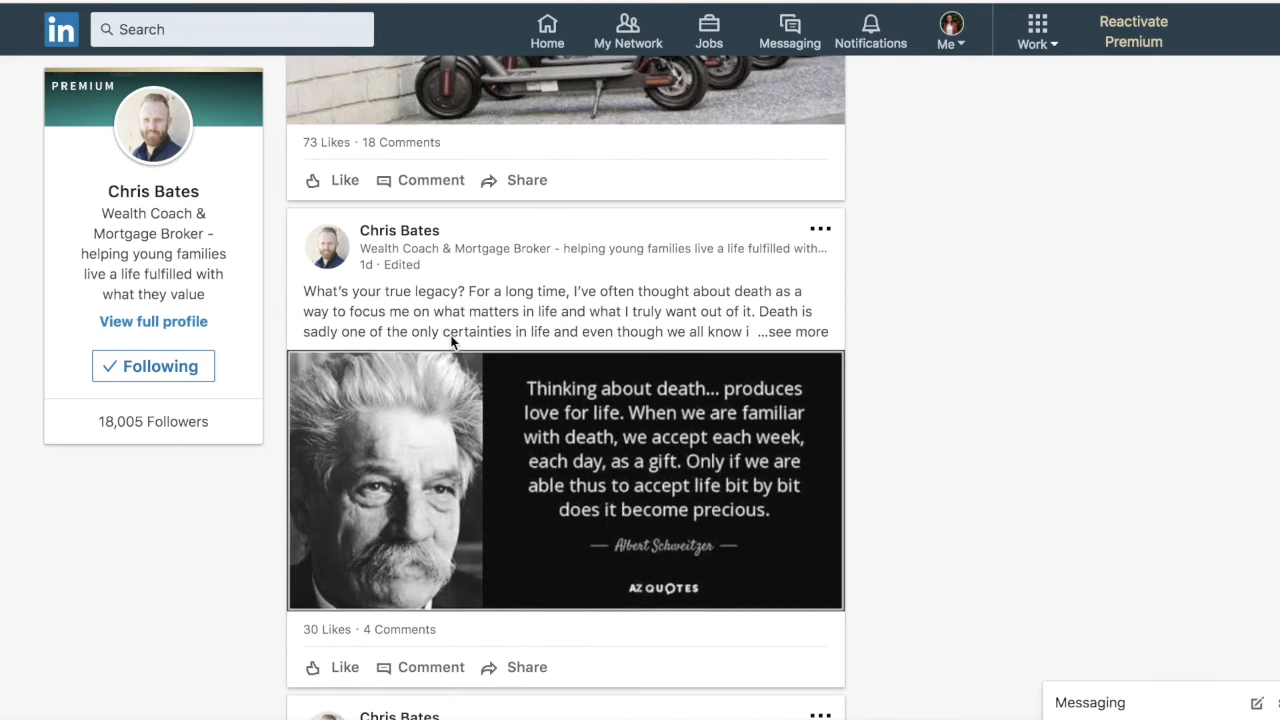 in
Search
Home
My Network
Jobs
Messaging
Notifications
Me
Work
Reactivate
Premium
PREMIUM
Chris Bates
Wealth Coach &
Mortgage Broker -
helping young families
live a life fulfilled with
what they value
View full profile
Following
18,005 Followers
73 Likes · 18 Comments
Like
Comment
Share
Chris Bates
Wealth Coach & Mortgage Broker - helping young families live a life fulfilled with...
1d · Edited
What's your true legacy? For a long time, I've often thought about death as a
way to focus me on what matters in life and what I truly want out of it. Death is
sadly one of the only certainties in life and even though we all know i ...see more
Thinking about death... produces
love for life. When we are familiar
with death, we accept each week,
each day, as a gift. Only if we are
able thus to accept life bit by bit
does it become precious.
— Albert Schweitzer —
AZ QUOTES
30 Likes · 4 Comments
Like
Comment
Share
Chris Bates
Messaging